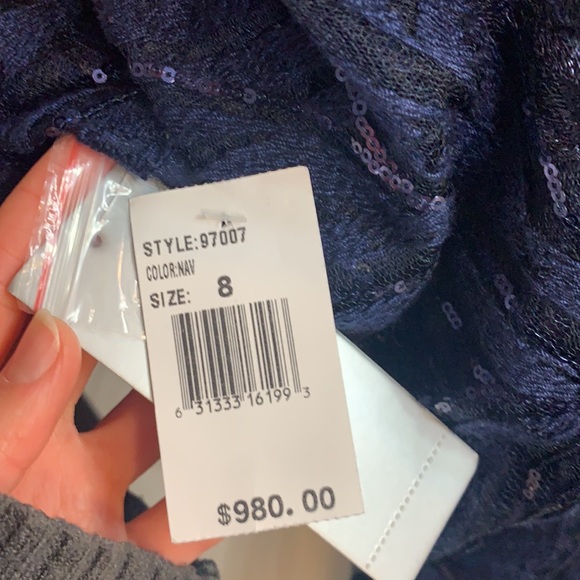 STYLE:97007
COLOR:NAV
SIZE: 8
6 31333 16199 3
$980.00